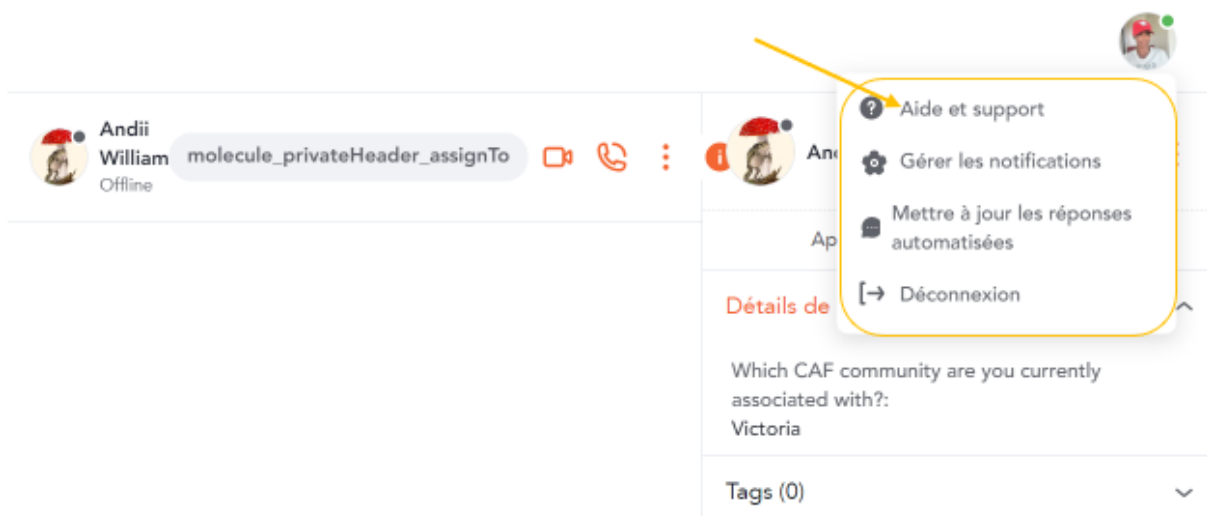 Andii
William
molecule_privateHeader_assignTo
Offline
An
Ap
Aide et support
Gérer les notifications
Mettre à jour les réponses
automatisées
Déconnexion
Détails de
Which CAF community are you currently
associated with?:
Victoria
Tags (0)